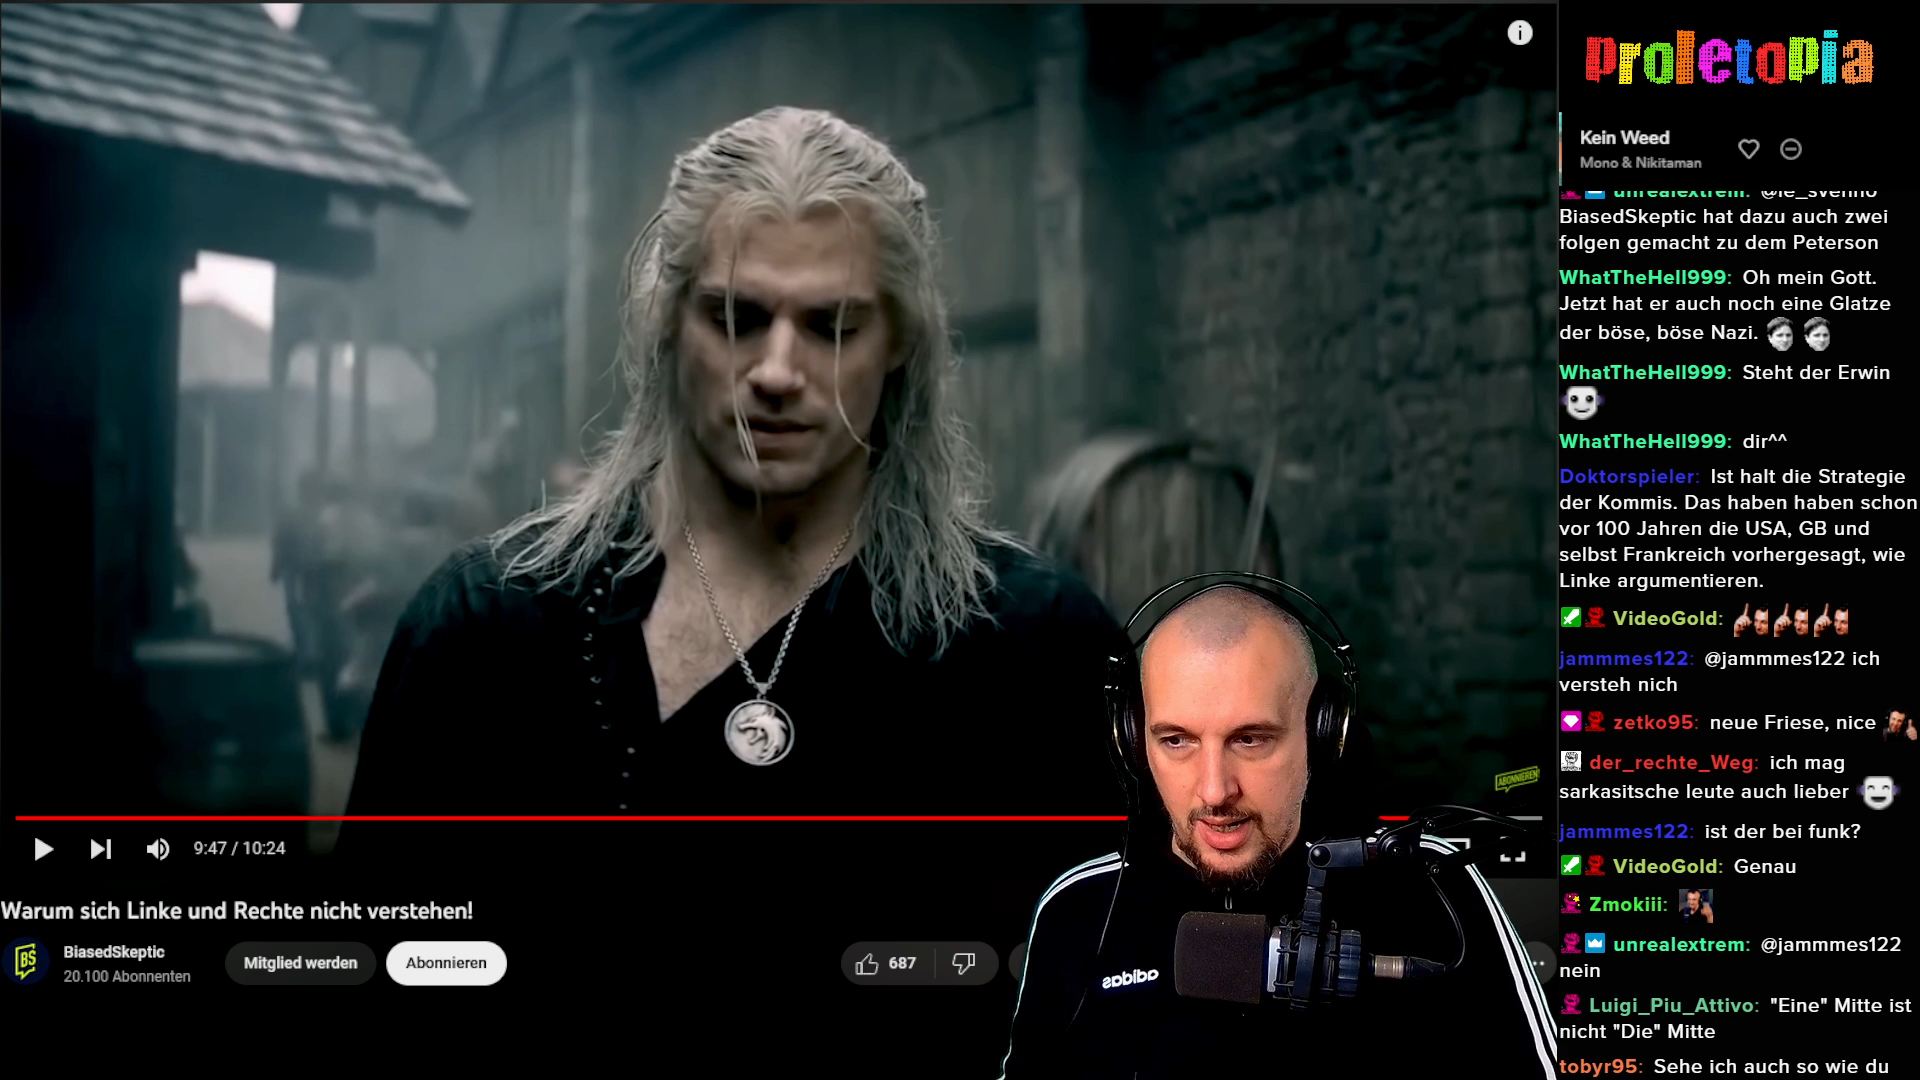 Proletopia
Kein Weed
Mono & Nikitaman
unrealextrem: @le_svenno
BiasedSkeptic hat dazu auch zwei
folgen gemacht zu dem Peterson
WhatTheHell999: Oh mein Gott.
Jetzt hat er auch noch eine Glatze
der böse, böse Nazi.
WhatTheHell999: Steht der Erwin
WhatTheHell999: dir^^
Doktorspieler: Ist halt die Strategie
der Kommis. Das haben haben schon
vor 100 Jahren die USA, GB und
selbst Frankreich vorhergesagt, wie
Linke argumentieren.
VideoGold:
jammmes122: @jammmes122 ich
versteh nich
zetko95: neue Friese, nice
der_rechte_Weg: ich mag
sarkasitsche leute auch lieber
jammmes122: ist der bei funk?
VideoGold: Genau
Zmokiii:
unrealextrem: @jammmes122
nein
Luigi_Piu_Attivo: "Eine" Mitte ist
nicht "Die" Mitte
tobyr95: Sehe ich auch so wie du
ABONNIEREN!
9:47 / 10:24
Warum sich Linke und Rechte nicht verstehen!
BS
BiasedSkeptic
20.100 Abonnenten
Mitglied werden
Abonnieren
687
adidas